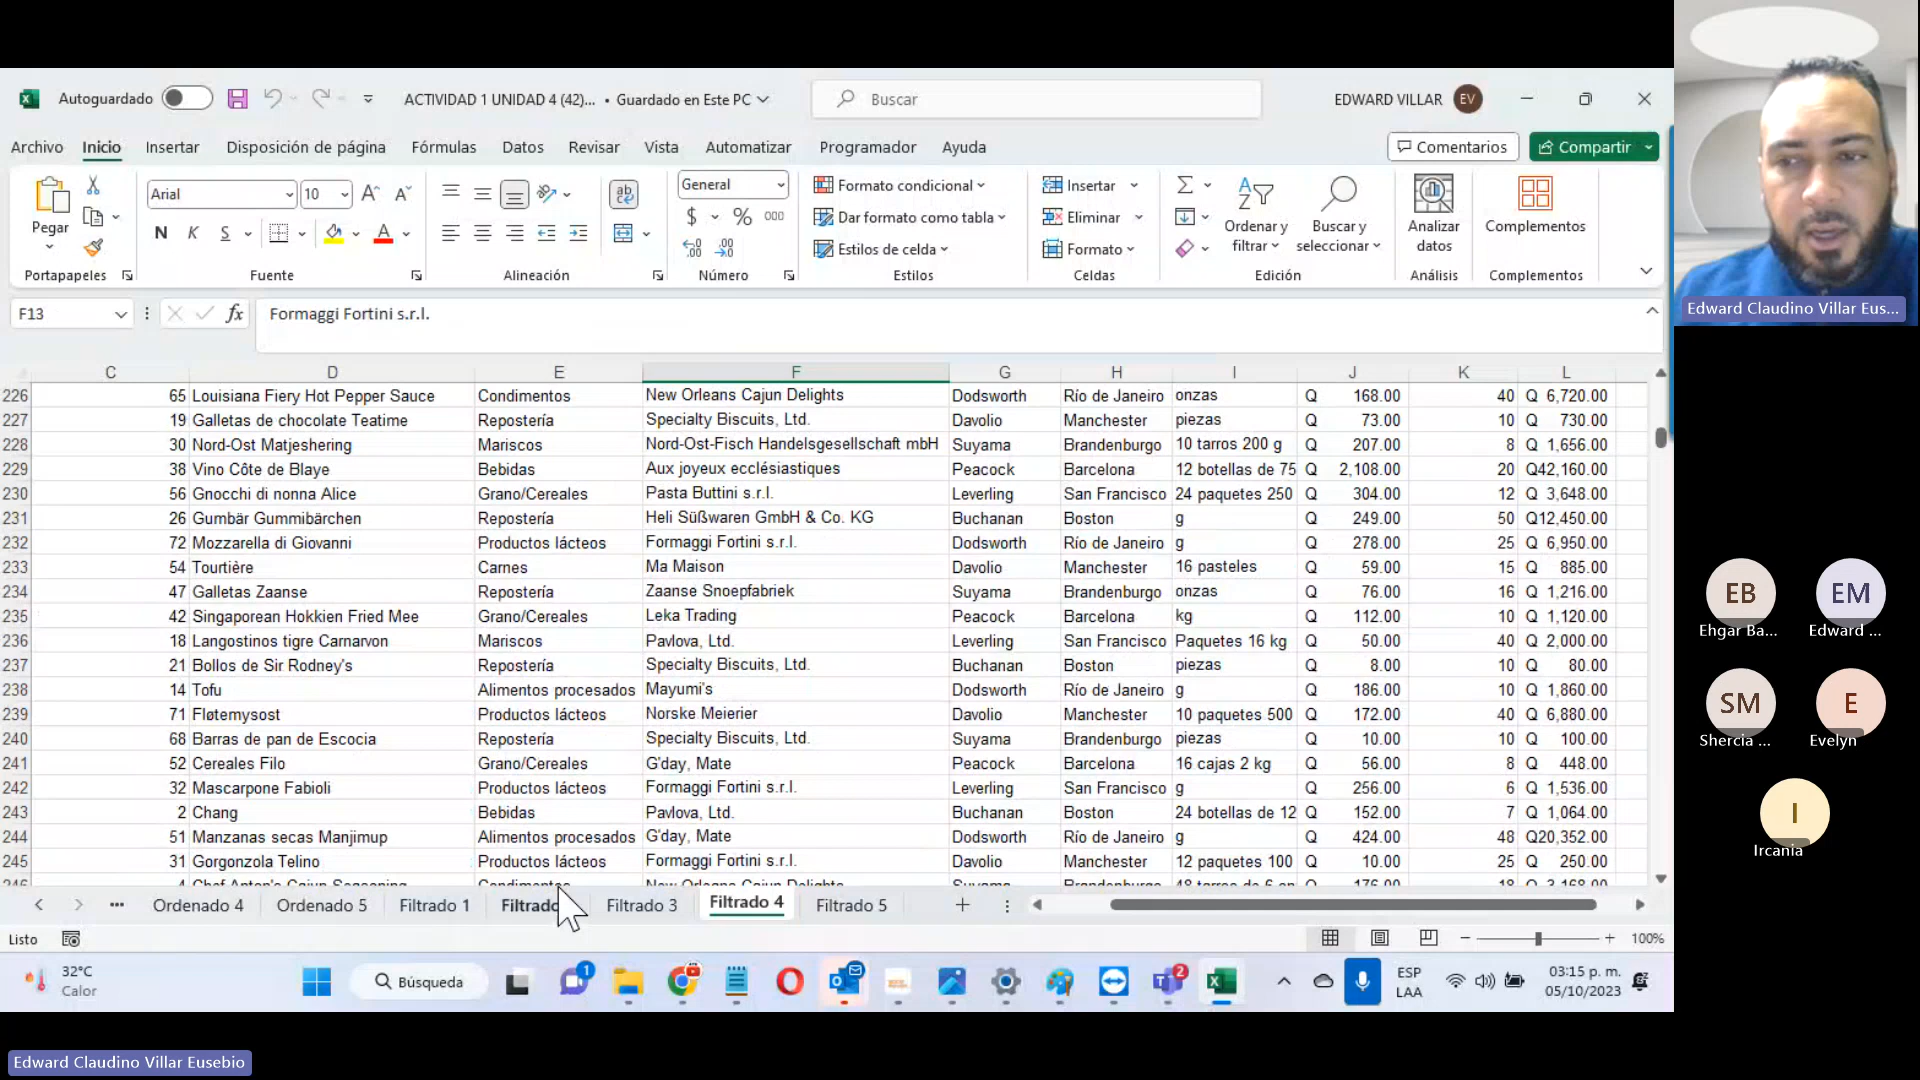 Autoguardado
ACTIVIDAD 1 UNIDAD 4 (42)... • Guardado en Este PC
Buscar
EDWARD VILLAR EV
Archivo Inicio Insertar Disposición de página Fórmulas Datos Revisar Vista Automatizar Programador Ayuda
Comentarios Compartir
Pegar
Portapapeles
Arial 10
N K S
Fuente
Alineación
General
$ % 000
Número
Formato condicional
Dar formato como tabla
Estilos de celda
Estilos
Insertar
Eliminar
Formato
Celdas
Ordenar y filtrar
Buscar y seleccionar
Edición
Analizar datos
Análisis
Complementos
Complementos
F13 fx Formaggi Fortini s.r.l.
C D E F G H I J K L
226 65 Louisiana Fiery Hot Pepper Sauce Condimentos New Orleans Cajun Delights Dodsworth Río de Janeiro onzas Q 168.00 40 Q 6,720.00
227 19 Galletas de chocolate Teatime Repostería Specialty Biscuits, Ltd. Davolio Manchester piezas Q 73.00 10 Q 730.00
228 30 Nord-Ost Matjeshering Mariscos Nord-Ost-Fisch Handelsgesellschaft mbH Suyama Brandenburgo 10 tarros 200 g Q 207.00 8 Q 1,656.00
229 38 Vino Côte de Blaye Bebidas Aux joyeux ecclésiastiques Peacock Barcelona 12 botellas de 75 Q 2,108.00 20 Q42,160.00
230 56 Gnocchi di nonna Alice Grano/Cereales Pasta Buttini s.r.l. Leverling San Francisco 24 paquetes 250 Q 304.00 12 Q 3,648.00
231 26 Gumbär Gummibärchen Repostería Heli Süßwaren GmbH & Co. KG Buchanan Boston g Q 249.00 50 Q12,450.00
232 72 Mozzarella di Giovanni Productos lácteos Formaggi Fortini s.r.l. Dodsworth Río de Janeiro g Q 278.00 25 Q 6,950.00
233 54 Tourtière Carnes Ma Maison Davolio Manchester 16 pasteles Q 59.00 15 Q 885.00
234 47 Galletas Zaanse Repostería Zaanse Snoepfabriek Suyama Brandenburgo onzas Q 76.00 16 Q 1,216.00
235 42 Singaporean Hokkien Fried Mee Grano/Cereales Leka Trading Peacock Barcelona kg Q 112.00 10 Q 1,120.00
236 18 Langostinos tigre Carnarvon Mariscos Pavlova, Ltd. Leverling San Francisco Paquetes 16 kg Q 50.00 40 Q 2,000.00
237 21 Bollos de Sir Rodney's Repostería Specialty Biscuits, Ltd. Buchanan Boston piezas Q 8.00 10 Q 80.00
238 14 Tofu Alimentos procesados Mayumi's Dodsworth Río de Janeiro g Q 186.00 10 Q 1,860.00
239 71 Fløtemysost Productos lácteos Norske Meierier Davolio Manchester 10 paquetes 500 Q 172.00 40 Q 6,880.00
240 68 Barras de pan de Escocia Repostería Specialty Biscuits, Ltd. Suyama Brandenburgo piezas Q 10.00 10 Q 100.00
241 52 Cereales Filo Grano/Cereales G'day, Mate Peacock Barcelona 16 cajas 2 kg Q 56.00 8 Q 448.00
242 32 Mascarpone Fabioli Productos lácteos Formaggi Fortini s.r.l. Leverling San Francisco g Q 256.00 6 Q 1,536.00
243 2 Chang Bebidas Pavlova, Ltd. Buchanan Boston 24 botellas de 12 Q 152.00 7 Q 1,064.00
244 51 Manzanas secas Manjimup Alimentos procesados G'day, Mate Dodsworth Río de Janeiro g Q 424.00 48 Q20,352.00
245 31 Gorgonzola Telino Productos lácteos Formaggi Fortini s.r.l. Davolio Manchester 12 paquetes 100 Q 10.00 25 Q 250.00
246 4 Chef Anton's Cajun Seasoning Condimentos New Orleans Cajun Delights Suyama Brandenburgo Q 18 Q 3,168.00
Ordenado 4 Ordenado 5 Filtrado 1 Filtrado Filtrado 3 Filtrado 4 Filtrado 5
Listo 100%
32°C
Calor
Búsqueda
1
2
ESP
LAA
03:15 p. m.
05/10/2023
Edward Claudino Villar Eus...
EB EM
Ehgar Ba... Edward ...
SM E
Shercia ... Evelyn
I
Ircania
Edward Claudino Villar Eusebio